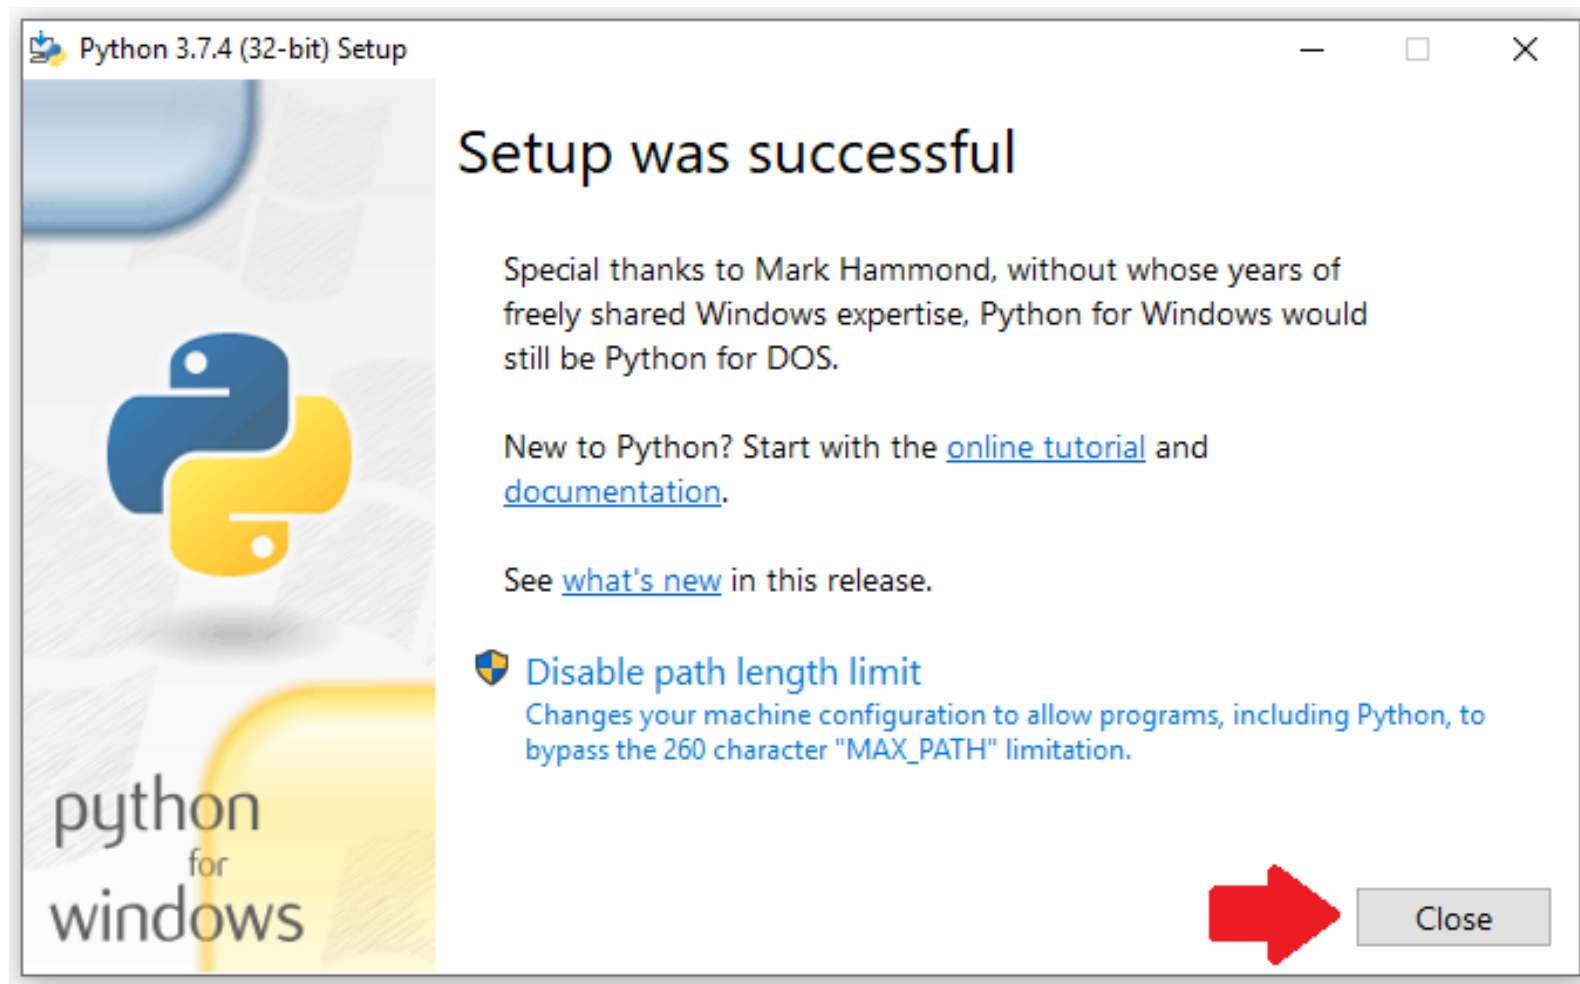 Python 3.7.4 (32-bit) Setup
Setup was successful
Special thanks to Mark Hammond, without whose years of
freely shared Windows expertise, Python for Windows would
still be Python for DOS.
New to Python? Start with the online tutorial and
documentation.
See what's new in this release.
Disable path length limit
Changes your machine configuration to allow programs, including Python, to
bypass the 260 character "MAX_PATH" limitation.
python
for
windows
Close